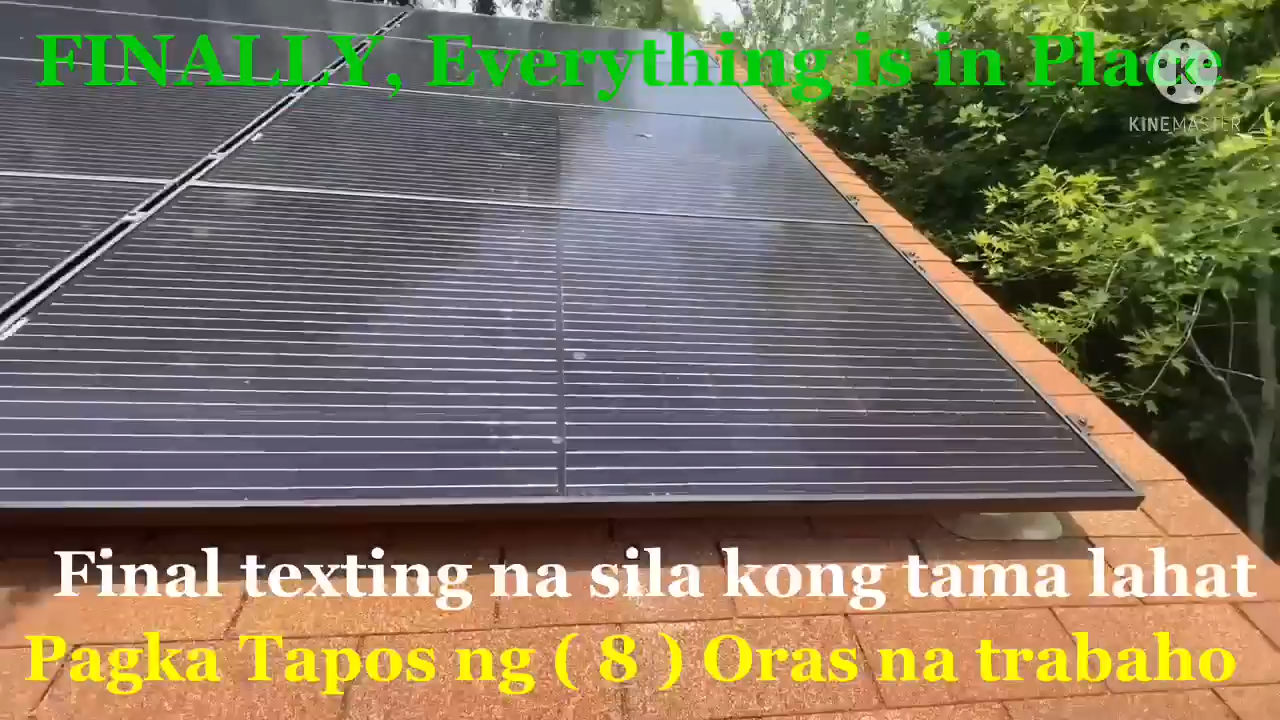 FINALLY, Everything is in Place
K
KINEMASTER
Final texting na sila kong tama lahat
Pagka Tapos ng ( 8 ) Oras na trabaho